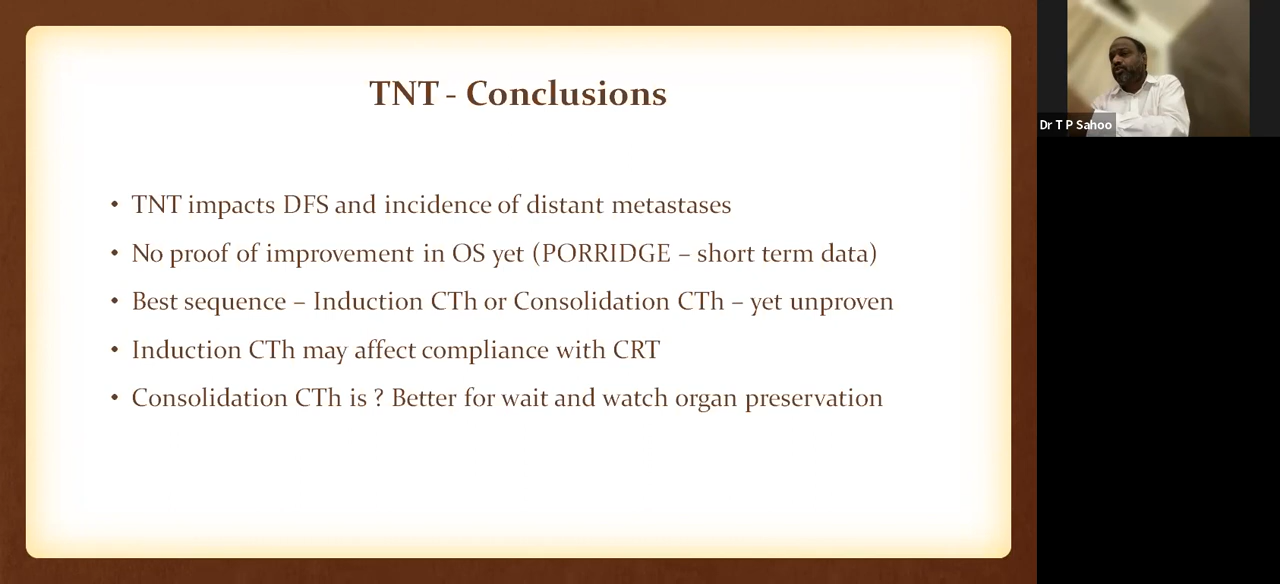 TNT - Conclusions
• TNT impacts DFS and incidence of distant metastases
• No proof of improvement in OS yet (PORRIDGE – short term data)
• Best sequence – Induction CTh or Consolidation CTh – yet unproven
• Induction CTh may affect compliance with CRT
• Consolidation CTh is ? Better for wait and watch organ preservation
Dr T P Sahoo